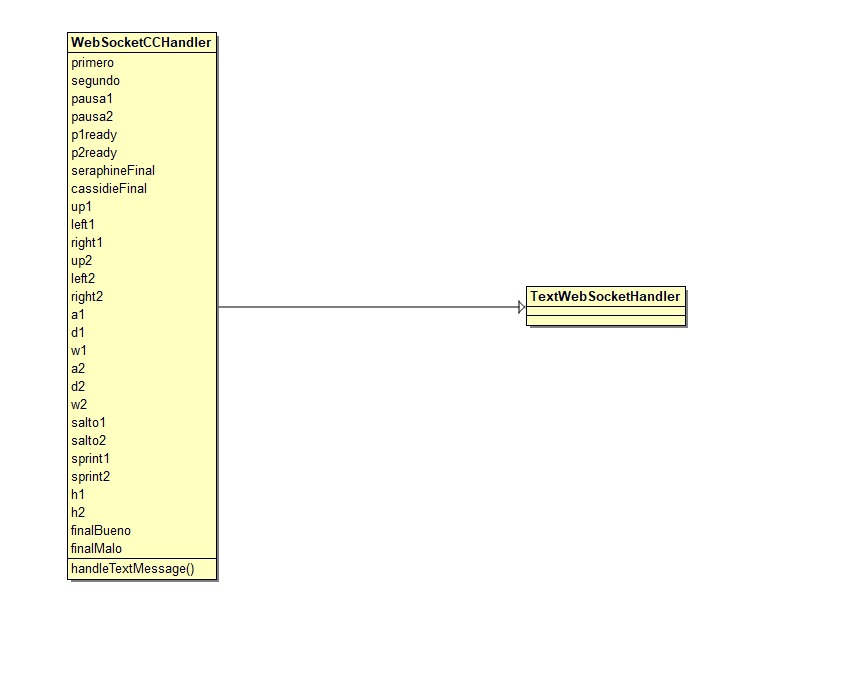 WebSocketCCHandler
primero
segundo
pausa1
pausa2
p1ready
p2ready
seraphineFinal
cassidieFinal
up1
left1
right1
up2
left2
right2
a1
d1
w1
a2
d2
w2
salto1
salto2
sprint1
sprint2
h1
h2
finalBueno
finalMalo
handleTextMessage()
TextWebSocketHandler